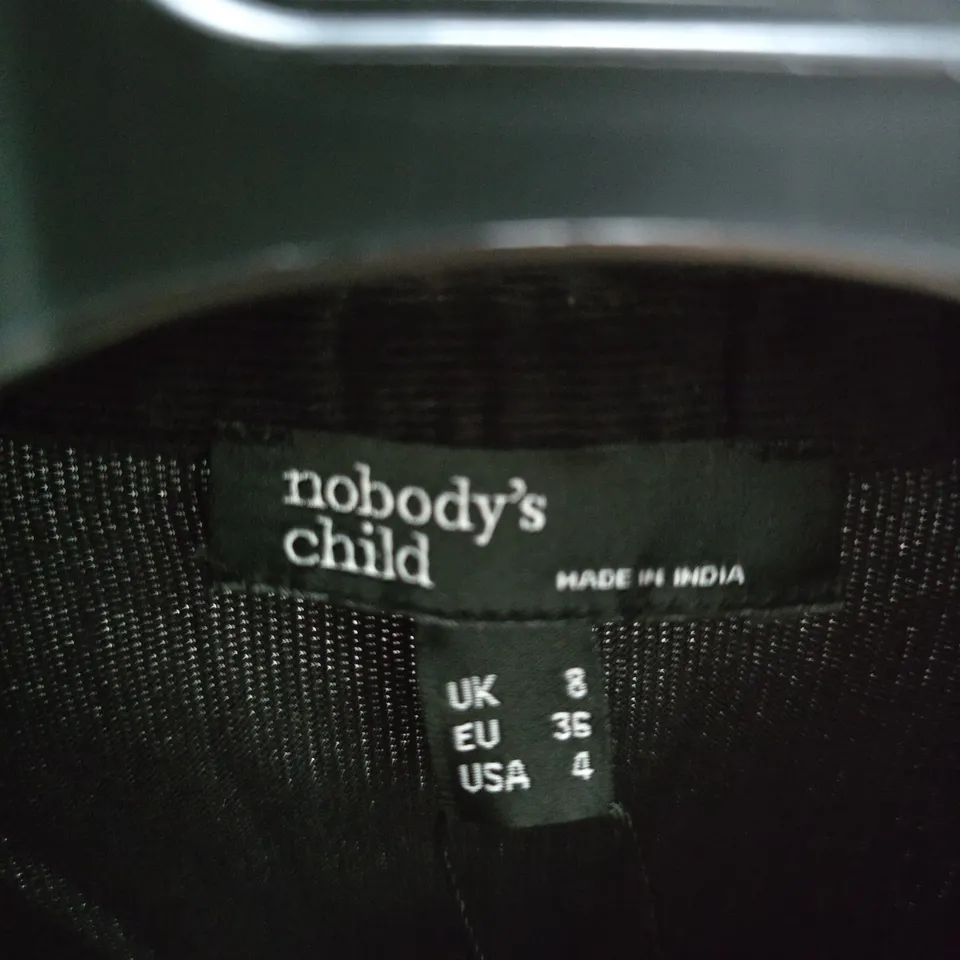 nobody's
child
MADE IN INDIA
UK 8
EU 36
USA 4